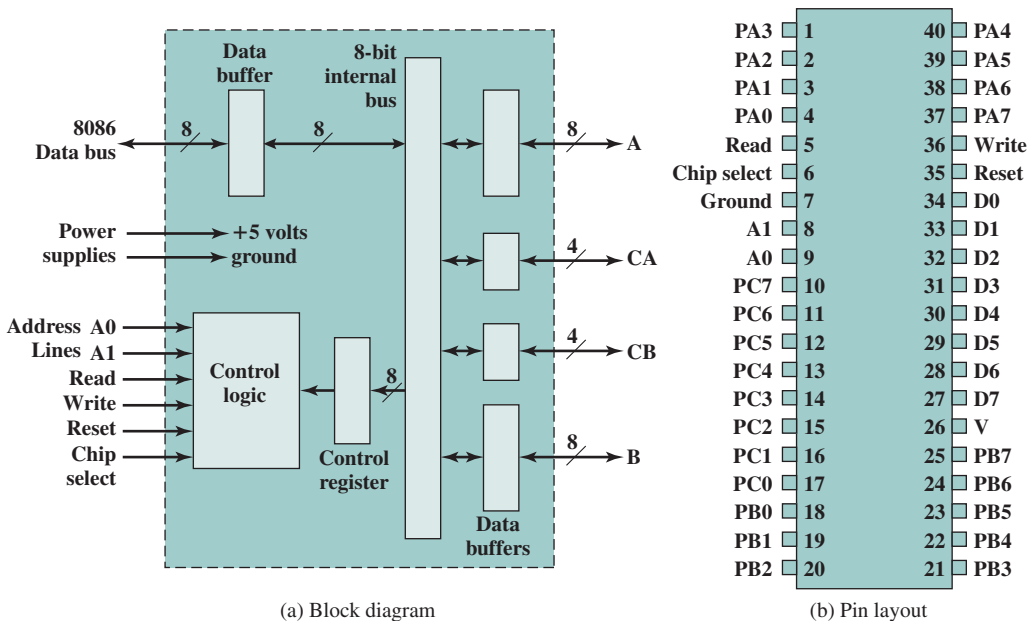 Data
buffer
8-bit
internal
bus
8086
Data bus
8
8
8
A
Power
supplies
+5 volts
ground
4
CA
Address A0
Lines A1
Read
Write
Reset
Chip
select
Control
logic
8
Control
register
4
CB
8
B
Data
buffers
(a) Block diagram
PA3 1 40 PA4
PA2 2 39 PA5
PA1 3 38 PA6
PA0 4 37 PA7
Read 5 36 Write
Chip select 6 35 Reset
Ground 7 34 D0
A1 8 33 D1
A0 9 32 D2
PC7 10 31 D3
PC6 11 30 D4
PC5 12 29 D5
PC4 13 28 D6
PC3 14 27 D7
PC2 15 26 V
PC1 16 25 PB7
PC0 17 24 PB6
PB0 18 23 PB5
PB1 19 22 PB4
PB2 20 21 PB3
(b) Pin layout